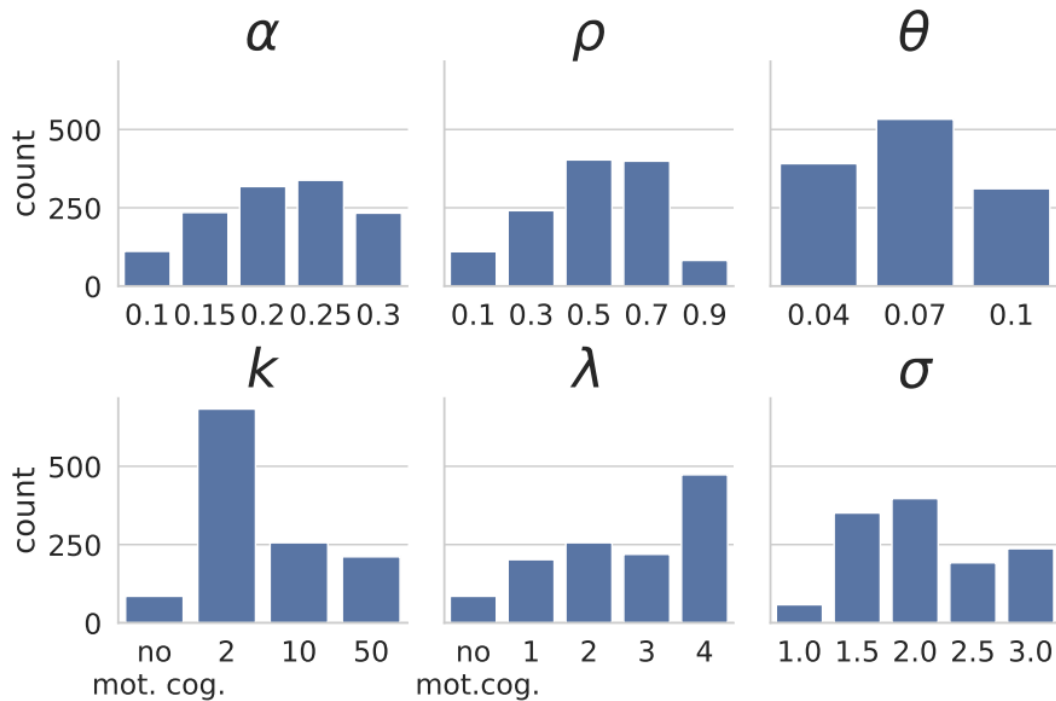 α ρ θ
count
500
250
0
0.1 0.15 0.2 0.25 0.3
0.1 0.3 0.5 0.7 0.9
0.04 0.07 0.1
k λ σ
count
500
250
0
no 2 10 50
mot. cog.
no 1 2 3 4
mot.cog.
1.0 1.5 2.0 2.5 3.0